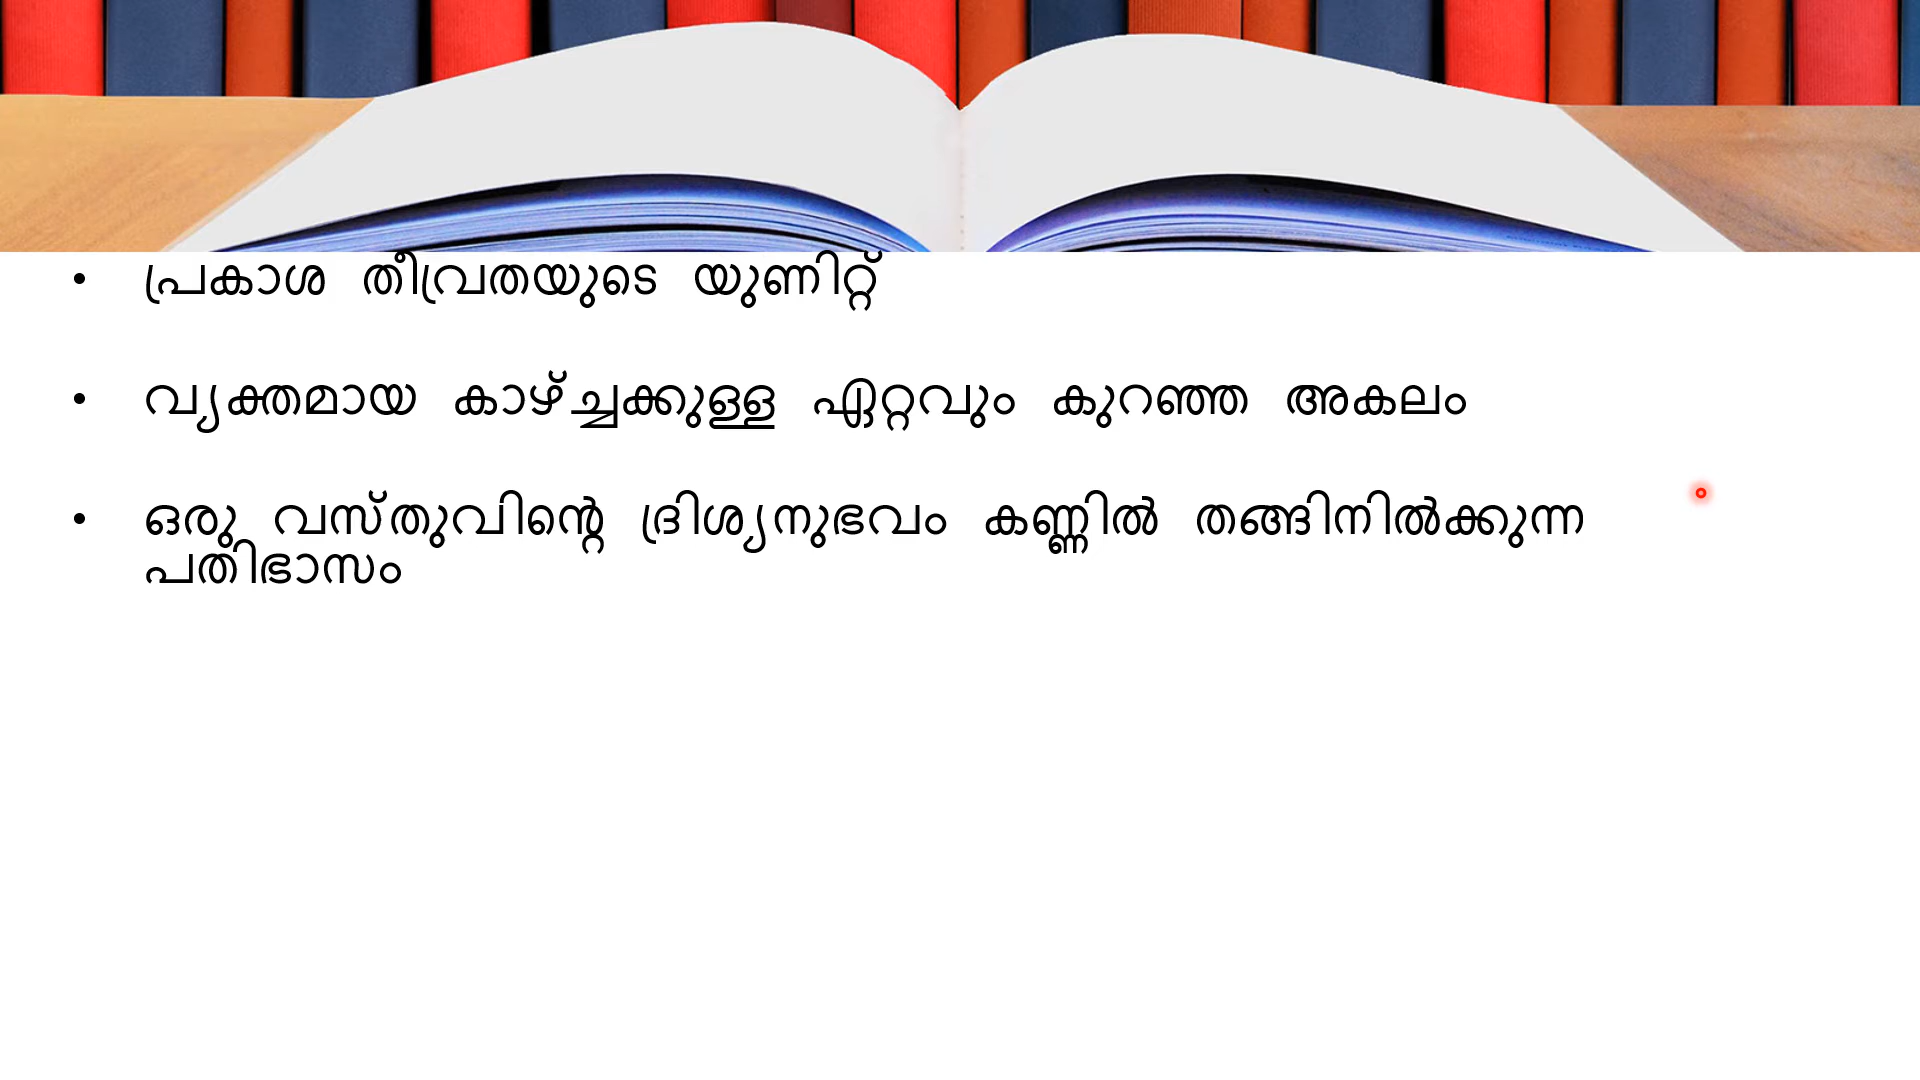 • പ്രകാശ തീവ്രതയുടെ യുണിറ്റ്
• വ്യക്തമായ കാഴ്ച്ചക്കുള്ള ഏറ്റവും കുറഞ്ഞ അകലം
• ഒരു വസ്തുവിന്റെ ദ്രിശ്യനുഭവം കണ്ണിൽ തങ്ങിനിൽക്കുന്ന
പതിഭാസം